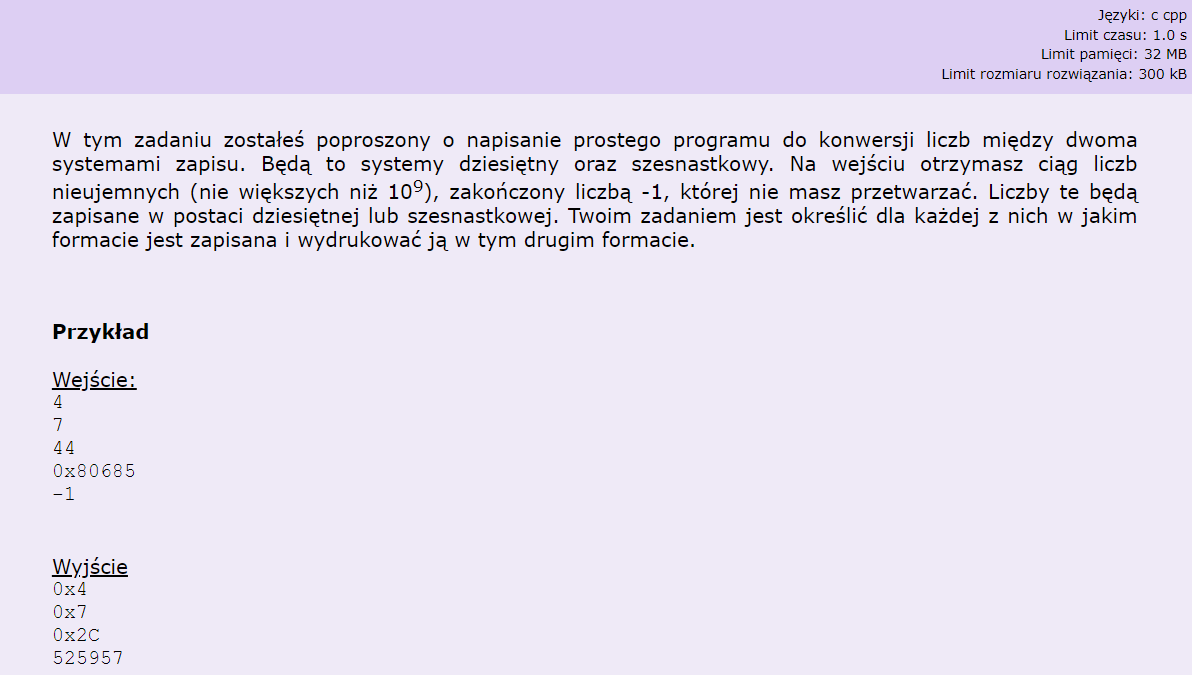 Języki: c cpp
Limit czasu: 1.0 s
Limit pamięci: 32 MB
Limit rozmiaru rozwiązania: 300 kB
W tym zadaniu zostałeś poproszony o napisanie prostego programu do konwersji liczb między dwoma
systemami zapisu. Będą to systemy dziesiętny oraz szesnastkowy. Na wejściu otrzymasz ciąg liczb
nieujemnych (nie większych niż 10⁹), zakończony liczbą -1, której nie masz przetwarzać. Liczby te będą
zapisane w postaci dziesiętnej lub szesnastkowej. Twoim zadaniem jest określić dla każdej z nich w jakim
formacie jest zapisana i wydrukować ją w tym drugim formacie.
Przykład
Wejście:
4
7
44
0x80685
-1
Wyjście
0x4
0x7
0x2C
525957